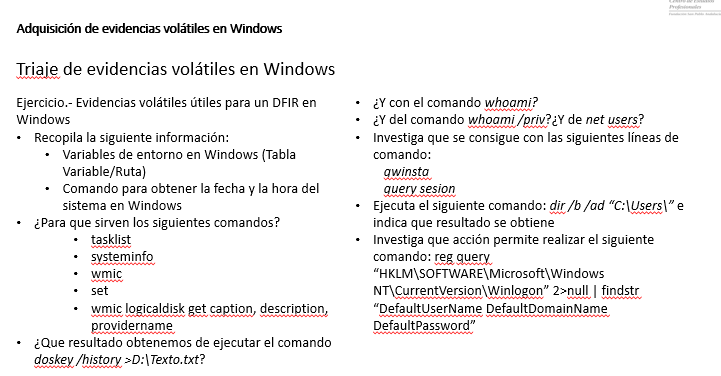 Centro de Estudios
Profesionales
Adquisición de evidencias volátiles en Windows
Triaje de evidencias volátiles en Windows
Ejercicio.- Evidencias volátiles útiles para un DFIR en
Windows
• Recopila la siguiente información:
• Variables de entorno en Windows (Tabla
Variable/Ruta)
• Comando para obtener la fecha y la hora del
sistema en Windows
• ¿Para que sirven los siguientes comandos?
• tasklist
• systeminfo
• wmic
• set
• wmic logicaldisk get caption, description,
providername
• ¿Que resultado obtenemos de ejecutar el comando
doskey /history >D:\Texto.txt?
• ¿Y con el comando whoami?
• ¿Y del comando whoami /priv?¿Y de net users?
• Investiga que se consigue con las siguientes líneas de
comando:
qwinsta
query sesion
• Ejecuta el siguiente comando: dir /b /ad “C:\Users\” e
indica que resultado se obtiene
• Investiga que acción permite realizar el siguiente
comando: reg query
“HKLM\SOFTWARE\Microsoft\Windows
NT\CurrentVersion\Winlogon” 2>null | findstr
“DefaultUserName DefaultDomainName
DefaultPassword”